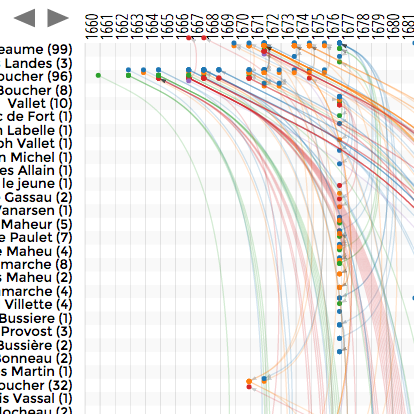 1660 1661 1662 1663 1664 1665 1666 1667 1668 1669 1670 1671 1672 1673 1674 1675 1676 1677 1678 1679 1680 1681
eaume (99)
s Landes (3)
oucher (96)
Boucher (8)
Vallet (10)
c de Fort (1)
n Labelle (1)
ph Vallet (1)
n Michel (1)
es Allain (1)
le jeune (1)
e Gassau (2)
Vanarsen (1)
Maheur (5)
e Paulet (7)
e Maheu (4)
amarche (8)
s Maheu (2)
amarche (4)
Villette (4)
Bussiere (1)
Provost (3)
Bussière (2)
Bonneau (2)
s Martin (1)
oucher (32)
is Vassal (1)
locheau (2)